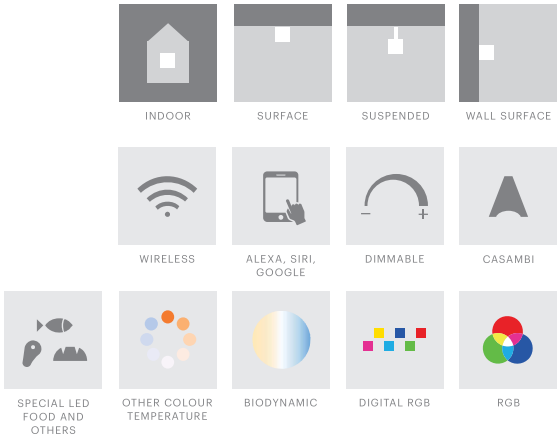 INDOOR
SURFACE
SUSPENDED
WALL SURFACE
WIRELESS
ALEXA, SIRI,
GOOGLE
DIMMABLE
CASAMBI
SPECIAL LED
FOOD AND
OTHERS
OTHER COLOUR
TEMPERATURE
BIODYNAMIC
DIGITAL RGB
RGB